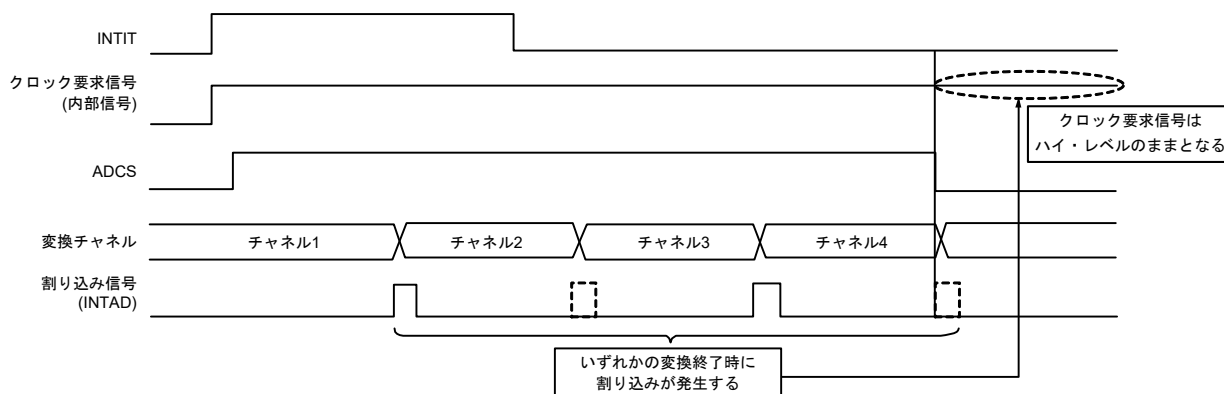 INTIT
クロック要求信号
(内部信号)
クロック要求信号は
ハイ・レベルのままとなる
ADCS
変換チャネル
チャネル1
チャネル2
チャネル3
チャネル4
割り込み信号
(INTAD)
いずれかの変換終了時に
割り込みが発生する